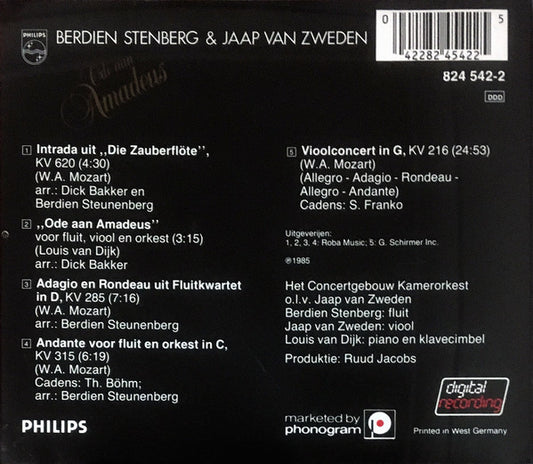 PHILIPS
BERDIEN STENBERG & JAAP VAN ZWEDEN
Ode aan
Amadeus
0 5
42282 45422
824 542-2
DDD
1 Intrada uit ,,Die Zauberflöte'',
KV 620 (4:30)
(W.A. Mozart)
arr.: Dick Bakker en
Berdien Steunenberg
2 ,,Ode aan Amadeus''
voor fluit, viool en orkest (3:15)
(Louis van Dijk)
arr.: Dick Bakker
3 Adagio en Rondeau uit Fluitkwartet
in D, KV 285 (7:16)
(W.A. Mozart)
arr.: Berdien Steunenberg
4 Andante voor fluit en orkest in C,
KV 315 (6:19)
(W.A. Mozart)
Cadens: Th. Böhm;
arr.: Berdien Steunenberg
5 Vioolconcert in G, KV 216 (24:53)
(W.A. Mozart)
(Allegro - Adagio - Rondeau -
Allegro - Andante)
Cadens: S. Franko
Uitgeverijen:
1, 2, 3, 4: Roba Music; 5: G. Schirmer Inc.
℗1985
Het Concertgebouw Kamerorkest
o.l.v. Jaap van Zweden
Berdien Stenberg: fluit
Jaap van Zweden: viool
Louis van Dijk: piano en klavecimbel
Produktie: Ruud Jacobs
PHILIPS
marketed by
phonogram
digital
recording
Printed in West Germany